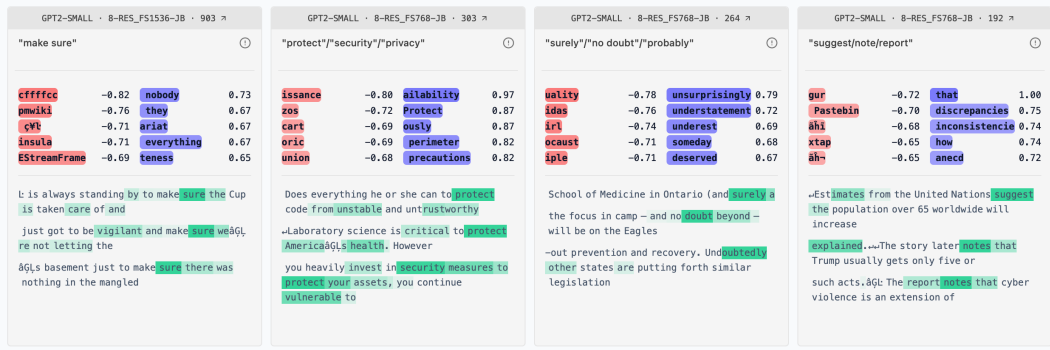 GPT2-SMALL · 8-RES_FS1536-JB · 903 ↗
"make sure"
cffffcc -0.82 nobody 0.73
pmwiki -0.76 they 0.67
ç¥ŀ -0.71 ariat 0.67
insula -0.71 everything 0.67
EStreamFrame -0.69 teness 0.65
Ŀ: is always standing by to make sure the Cup
is taken care of and
just got to be vigilant and make sure weâĢĻ
re not letting the
âĢĻs basement just to make sure there was
nothing in the mangled
GPT2-SMALL · 8-RES_FS768-JB · 303 ↗
"protect"/"security"/"privacy"
issance -0.80 ailability 0.97
zos -0.72 Protect 0.87
cart -0.69 ously 0.87
oric -0.69 perimeter 0.82
union -0.68 precautions 0.82
Does everything he or she can to protect
code from unstable and untrustworthy
↵Laboratory science is critical to protect
AmericaâĢĻs health. However
you heavily invest in security measures to
protect your assets, you continue
vulnerable to
GPT2-SMALL · 8-RES_FS768-JB · 264 ↗
"surely"/"no doubt"/"probably"
uality -0.78 unsurprisingly 0.79
idas -0.76 understatement 0.72
irl -0.74 underest 0.69
ocaust -0.71 someday 0.68
iple -0.71 deserved 0.67
School of Medicine in Ontario (and surely a
the focus in camp — and no doubt beyond —
will be on the Eagles
-out prevention and recovery. Undoubtedly
other states are putting forth similar
legislation
GPT2-SMALL · 8-RES_FS768-JB · 192 ↗
"suggest/note/report"
gur -0.72 that 1.00
Pastebin -0.70 discrepancies 0.75
-0.68 inconsistencie 0.74
xtap -0.65 how 0.74
-0.65 anecd 0.72
↵Estimates from the United Nations suggest
the population over 65 worldwide will
increase
explained.↵↵The story later notes that
Trump usually gets only five or
such acts.âĢĿ The report notes that cyber
violence is an extension of